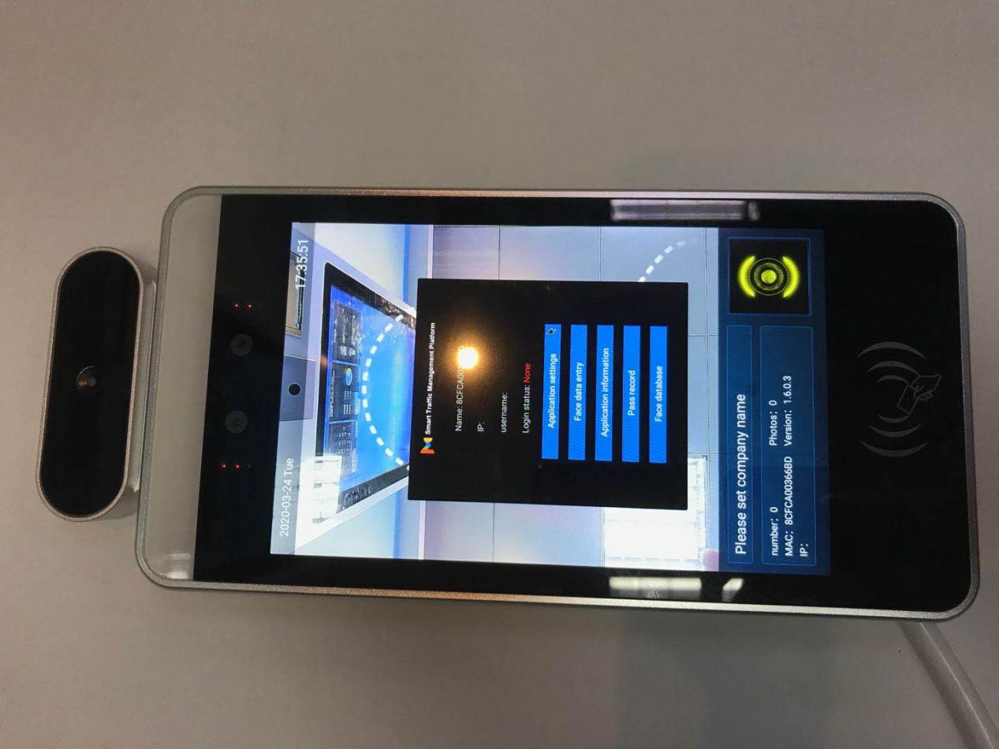 2020-03-24 Tue
17:35:51
Smart Traffic Management Platform
Name: 8CFCA00
IP:
username:
Login status: None
Application settings
Face data entry
Application information
Pass record
Face database
Please set company name
number: 0 Photos: 0
MAC: 8CFCA00366BD Version: 1.6.0.3
IP: